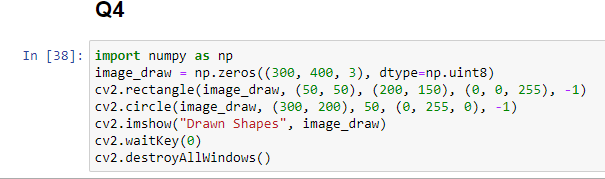 Q4
In [38]: import numpy as np
image_draw = np.zeros((300, 400, 3), dtype=np.uint8)
cv2.rectangle(image_draw, (50, 50), (200, 150), (0, 0, 255), -1)
cv2.circle(image_draw, (300, 200), 50, (0, 255, 0), -1)
cv2.imshow("Drawn Shapes", image_draw)
cv2.waitKey(0)
cv2.destroyAllWindows()